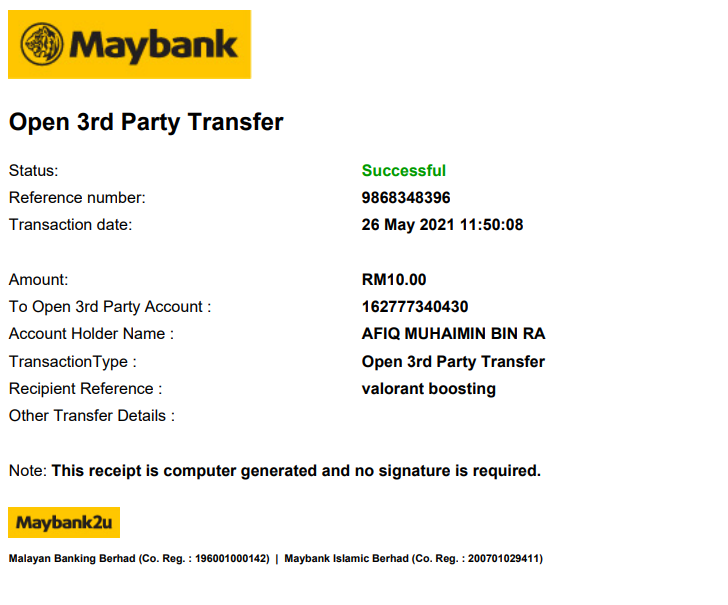 Maybank
Open 3rd Party Transfer
Status: Successful
Reference number: 9868348396
Transaction date: 26 May 2021 11:50:08
Amount: RM10.00
To Open 3rd Party Account : 162777340430
Account Holder Name : AFIQ MUHAIMIN BIN RA
TransactionType : Open 3rd Party Transfer
Recipient Reference : valorant boosting
Other Transfer Details :
Note: This receipt is computer generated and no signature is required.
Maybank2u
Malayan Banking Berhad (Co. Reg. : 196001000142) | Maybank Islamic Berhad (Co. Reg. : 200701029411)